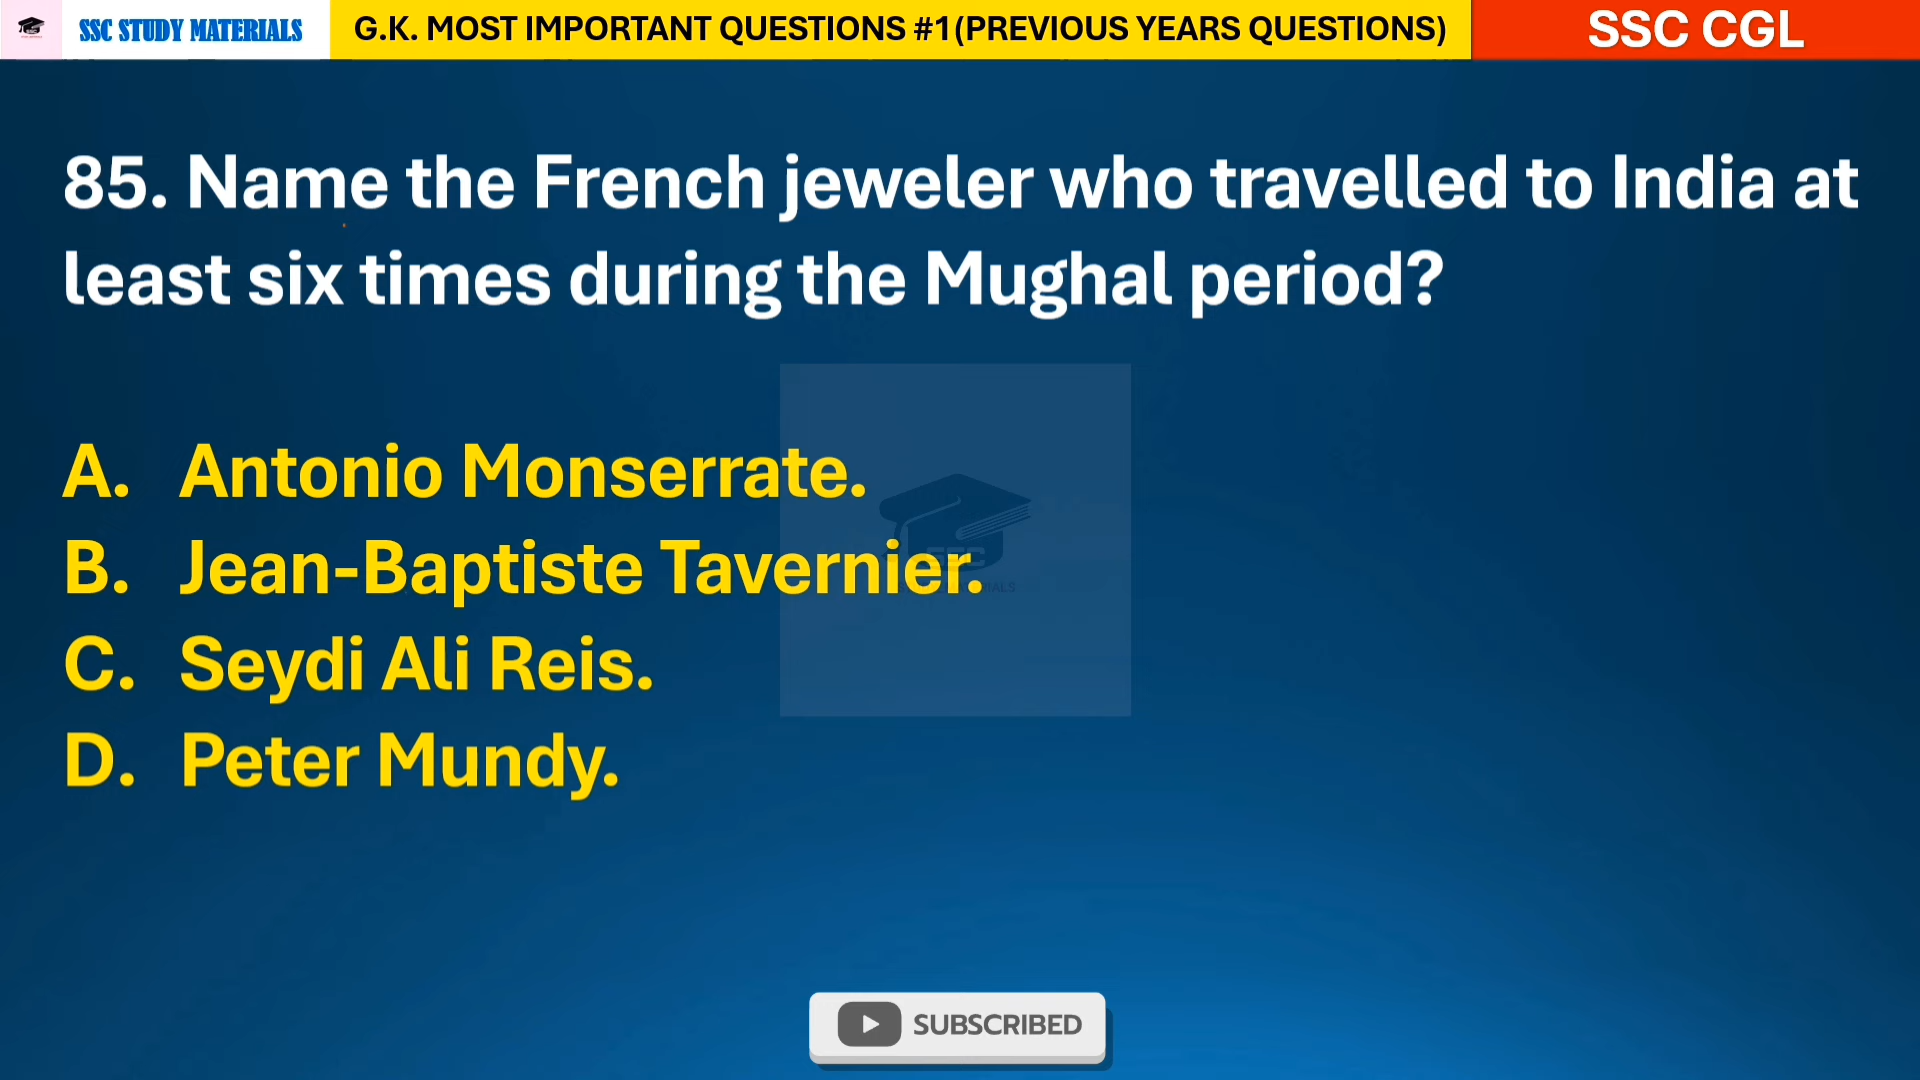 SSC STUDY MATERIALS
G.K. MOST IMPORTANT QUESTIONS #1(PREVIOUS YEARS QUESTIONS)
SSC CGL
85. Name the French jeweler who travelled to India at
least six times during the Mughal period?
A. Antonio Monserrate.
B. Jean-Baptiste Tavernier.
C. Seydi Ali Reis.
D. Peter Mundy.
SUBSCRIBED